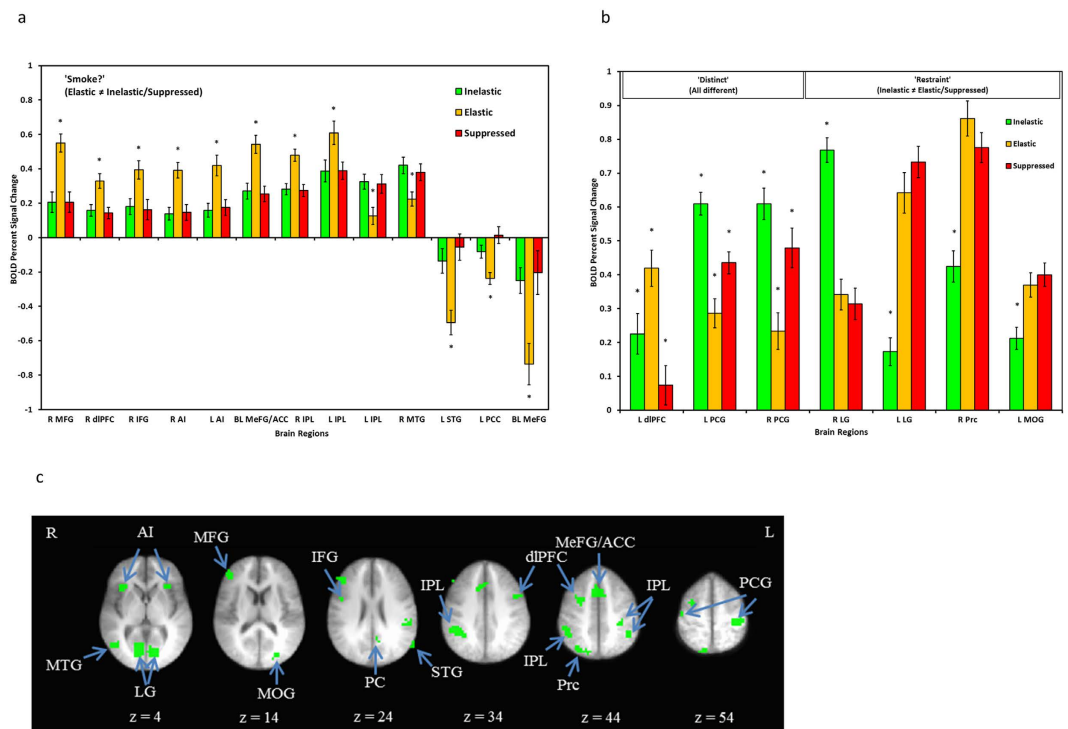 a
b
1
0.8
0.6
0.4
0.2
0
-0.2
-0.4
-0.6
-0.8
-1
BOLD Percent Signal Change
'Smoke?'
(Elastic ≠ Inelastic/Suppressed)
Inelastic
Elastic
Suppressed
* * * * * * * * * * * * *
R MFG R dlPFC R IFG R AI L AI BL MeFG/ACC R IPL L IPL L IPL R MTG L STG L PCC BL MeFG
Brain Regions
1
0.9
0.8
0.7
0.6
0.5
0.4
0.3
0.2
0.1
0
BOLD Percent Signal Change
'Distinct'
(All different)
'Restraint'
(Inelastic ≠ Elastic/Suppressed)
Inelastic
Elastic
Suppressed
* * * * * * * * * * * * *
L dlPFC L PCG R PCG R LG L LG R Prc L MOG
Brain Regions
c
R
L
AI
MFG
IFG
IPL
dlPFC
MeFG/ACC
IPL
PCG
MTG
LG
MOG
PC
STG
IPL
Prc
z = 4 z = 14 z = 24 z = 34 z = 44 z = 54